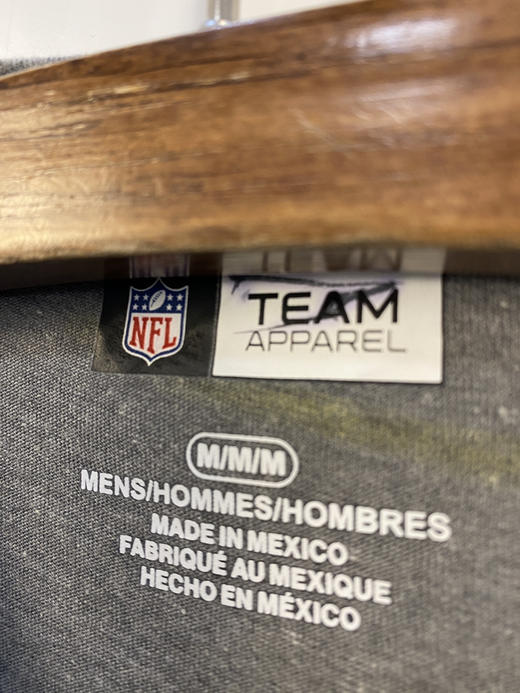 NFL
TEAM
APPAREL
M/M/M
MENS/HOMMES/HOMBRES
MADE IN MEXICO
FABRIQUÉ AU MEXIQUE
HECHO EN MÉXICO